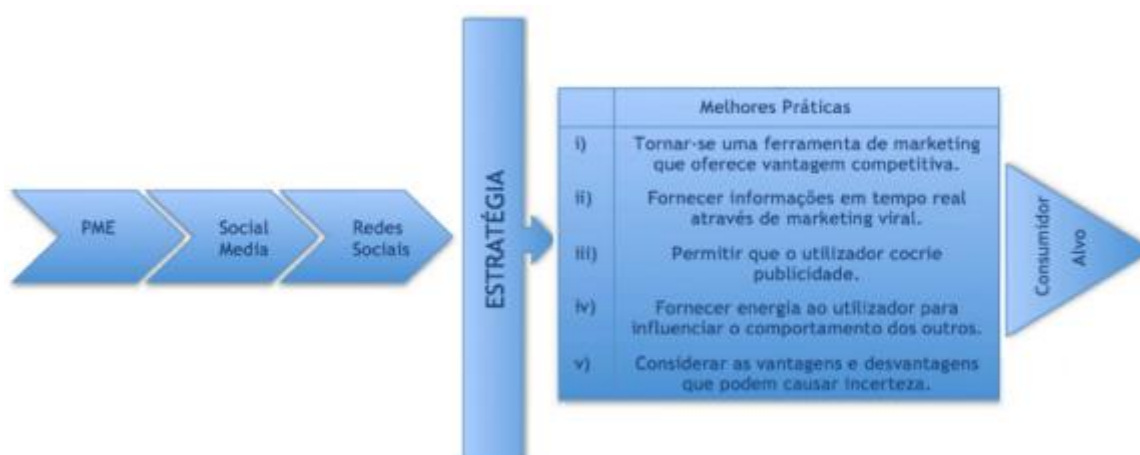 PME
Social
Media
Redes
Sociais
ESTRATÉGIA
Melhores Práticas
i) Tornar-se uma ferramenta de marketing
que oferece vantagem competitiva.
ii) Fornecer informações em tempo real
através de marketing viral.
iii) Permitir que o utilizador cocrie
publicidade.
iv) Fornecer energia ao utilizador para
influenciar o comportamento dos outros.
v) Considerar as vantagens e desvantagens
que podem causar incerteza.
Consumidor
Alvo